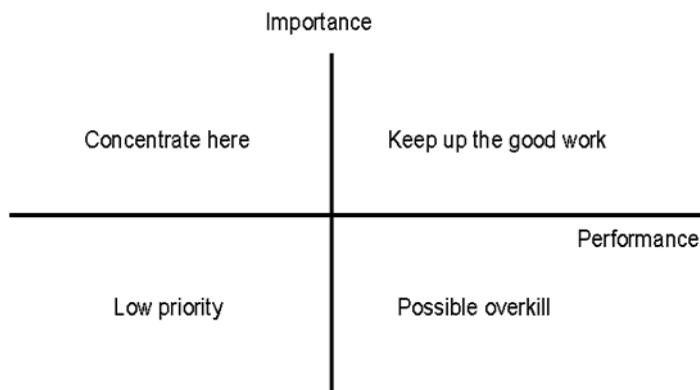 Importance
Concentrate here
Keep up the good work
Performance
Low priority
Possible overkill